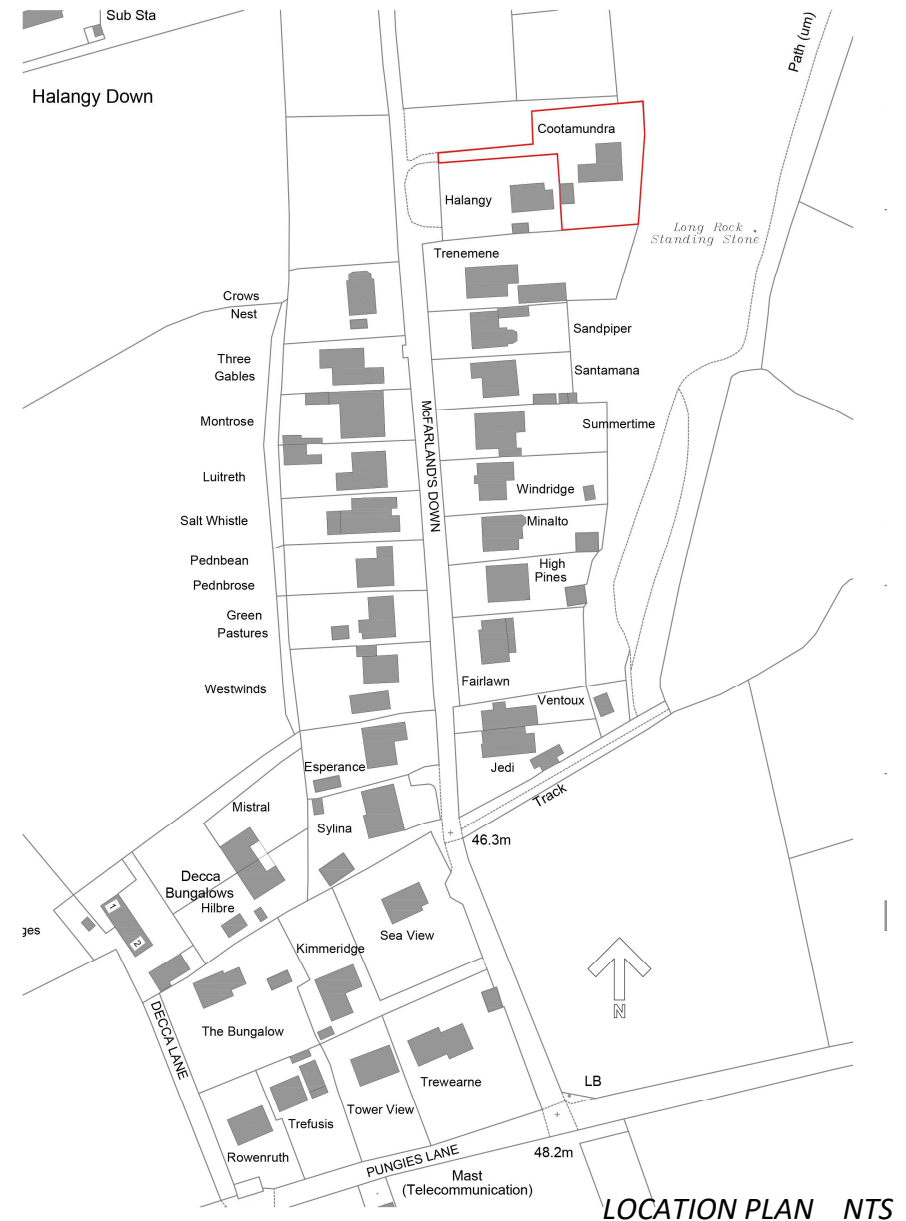 Sub Sta
Path (um)
Halangy Down
Cootamundra
Halangy
Long Rock
Standing Stone
Trenemene
Crows
Nest
Sandpiper
Three
Gables
Santamana
McFARLAND'S DOWN
Montrose
Summertime
Luitreth
Windridge
Salt Whistle
Minalto
Pednbean
High
Pines
Pednbrose
Green
Pastures
Fairlawn
Westwinds
Ventoux
Esperance
Jedi
Track
Mistral
Sylina
46.3m
Decca
Bungalows
Hilbre
1
2
ges
Sea View
Kimmeridge
N
The Bungalow
DECCA LANE
Trewearne
LB
Tower View
Trefusis
Rowenruth
PUNGIES LANE
48.2m
Mast
(Telecommunication)
LOCATION PLAN NTS